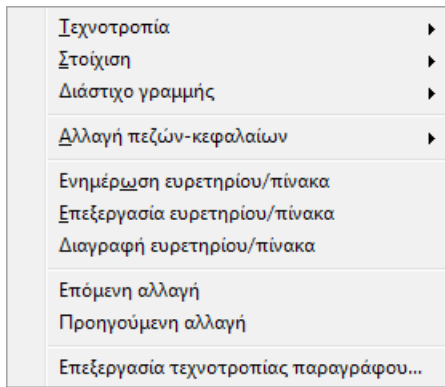 Τεχνοτροπία
Στοίχιση
Διάστιχο γραμμής
Αλλαγή πεζών-κεφαλαίων
Ενημέρωση ευρετηρίου/πίνακα
Επεξεργασία ευρετηρίου/πίνακα
Διαγραφή ευρετηρίου/πίνακα
Επόμενη αλλαγή
Προηγούμενη αλλαγή
Επεξεργασία τεχνοτροπίας παραγράφου...